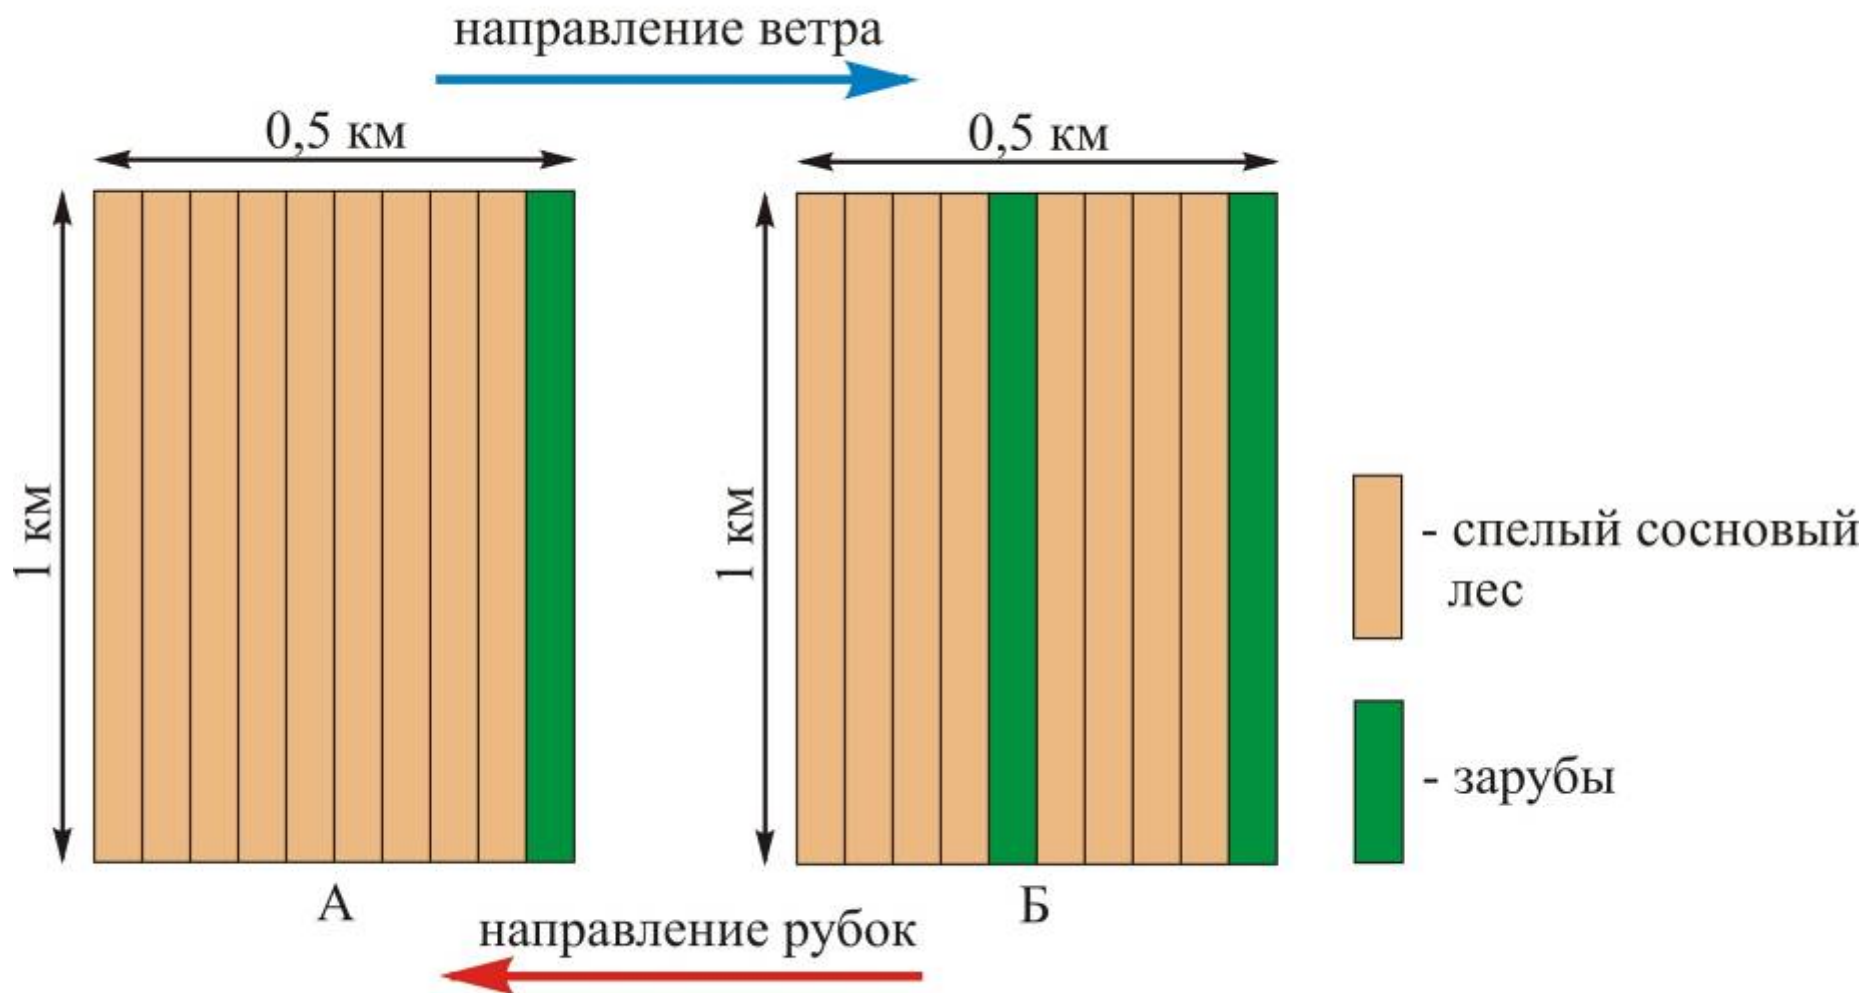 направление ветра
0,5 км
0,5 км
1 км
1 км
- спелый сосновый
лес
- зарубы
А
Б
направление рубок